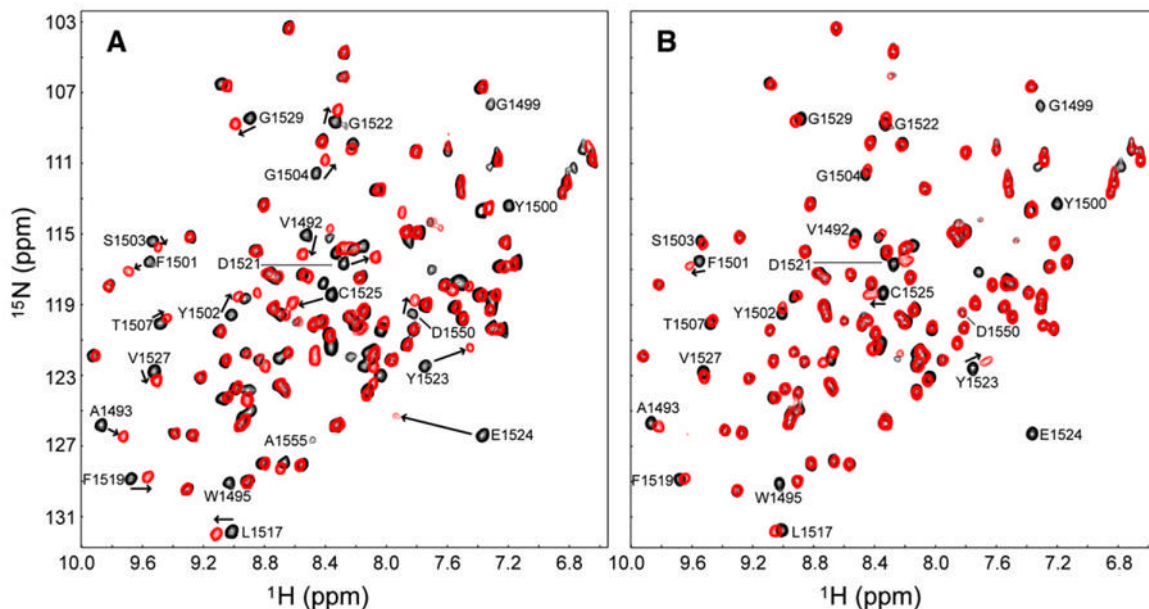 A
B
103
107
111
115
119
123
127
131
15N (ppm)
G1499
G1529
G1522
G1504
Y1500
V1492
S1503
F1501
D1521
C1525
Y1502
T1507
D1550
V1527
Y1523
A1493
E1524
A1555
F1519
W1495
L1517
10.0 9.6 9.2 8.8 8.4 8.0 7.6 7.2 6.8
1H (ppm)
G1499
G1529
G1522
G1504
Y1500
V1492
S1503
F1501
D1521
C1525
Y1502
T1507
D1550
V1527
Y1523
A1493
E1524
F1519
W1495
L1517
10.0 9.6 9.2 8.8 8.4 8.0 7.6 7.2 6.8
1H (ppm)